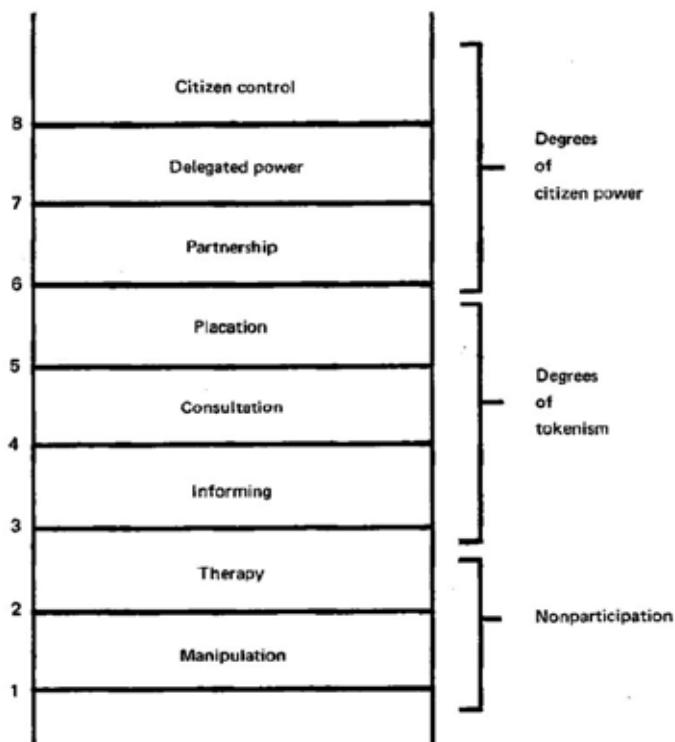 Citizen control
8
Delegated power
7
Partnership
6
Placation
5
Consultation
4
Informing
3
Therapy
2
Manipulation
1
Degrees
of
citizen power
Degrees
of
tokenism
Nonparticipation